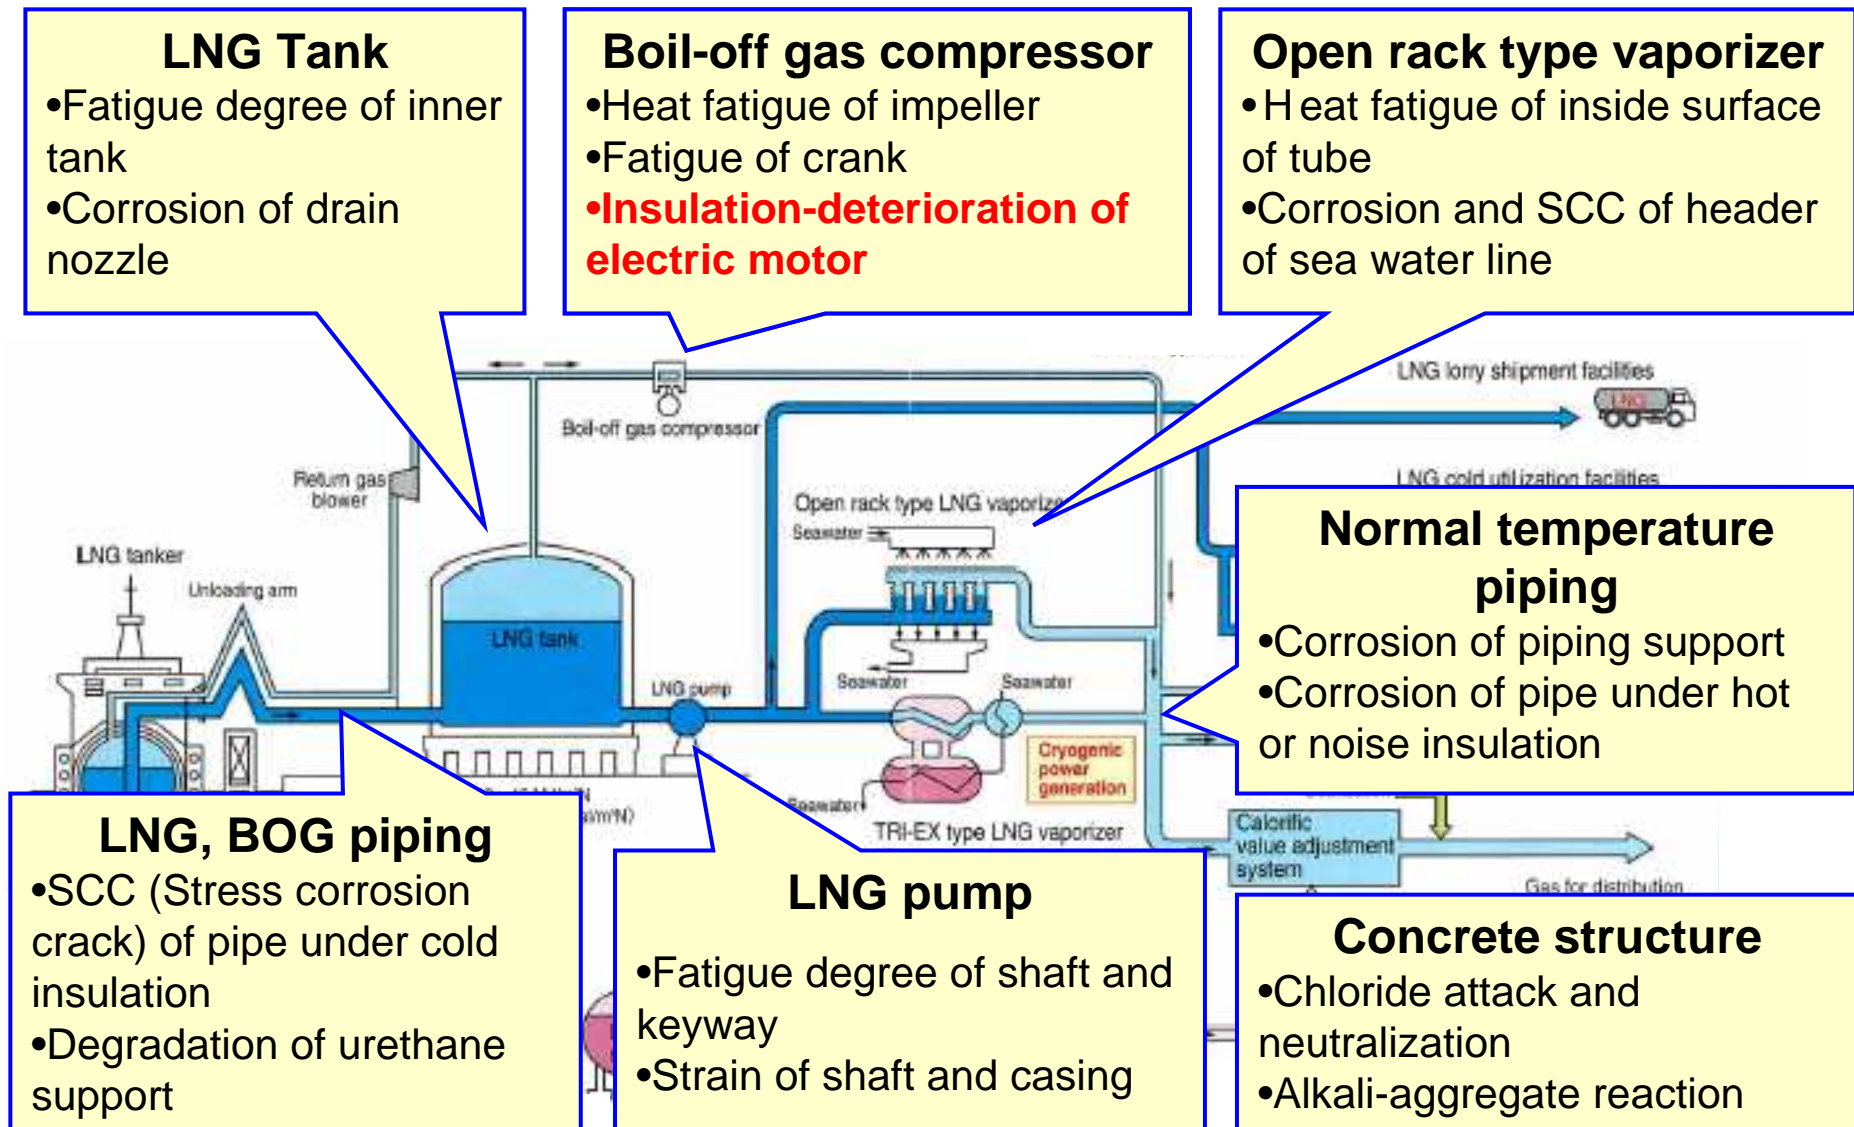 LNG Tank
•Fatigue degree of inner
tank
•Corrosion of drain
nozzle
Boil-off gas compressor
•Heat fatigue of impeller
•Fatigue of crank
•Insulation-deterioration of
electric motor
Open rack type vaporizer
•Heat fatigue of inside surface
of tube
•Corrosion and SCC of header
of sea water line
LNG lorry shipment facilities
LNG
Boil-off gas compressor
Return gas
blower
LNG cold utilization facilities
Open rack type LNG vaporizer
Seawater
LNG tanker
Unloading arm
LNG tank
LNG pump
Seawater
Seawater
Cryogenic
power
generation
Seawater
TRI-EX type LNG vaporizer
Calorific
value adjustment
system
Gas for distribution
Normal temperature
piping
•Corrosion of piping support
•Corrosion of pipe under hot
or noise insulation
LNG, BOG piping
•SCC (Stress corrosion
crack) of pipe under cold
insulation
•Degradation of urethane
support
LNG pump
•Fatigue degree of shaft and
keyway
•Strain of shaft and casing
Concrete structure
•Chloride attack and
neutralization
•Alkali-aggregate reaction